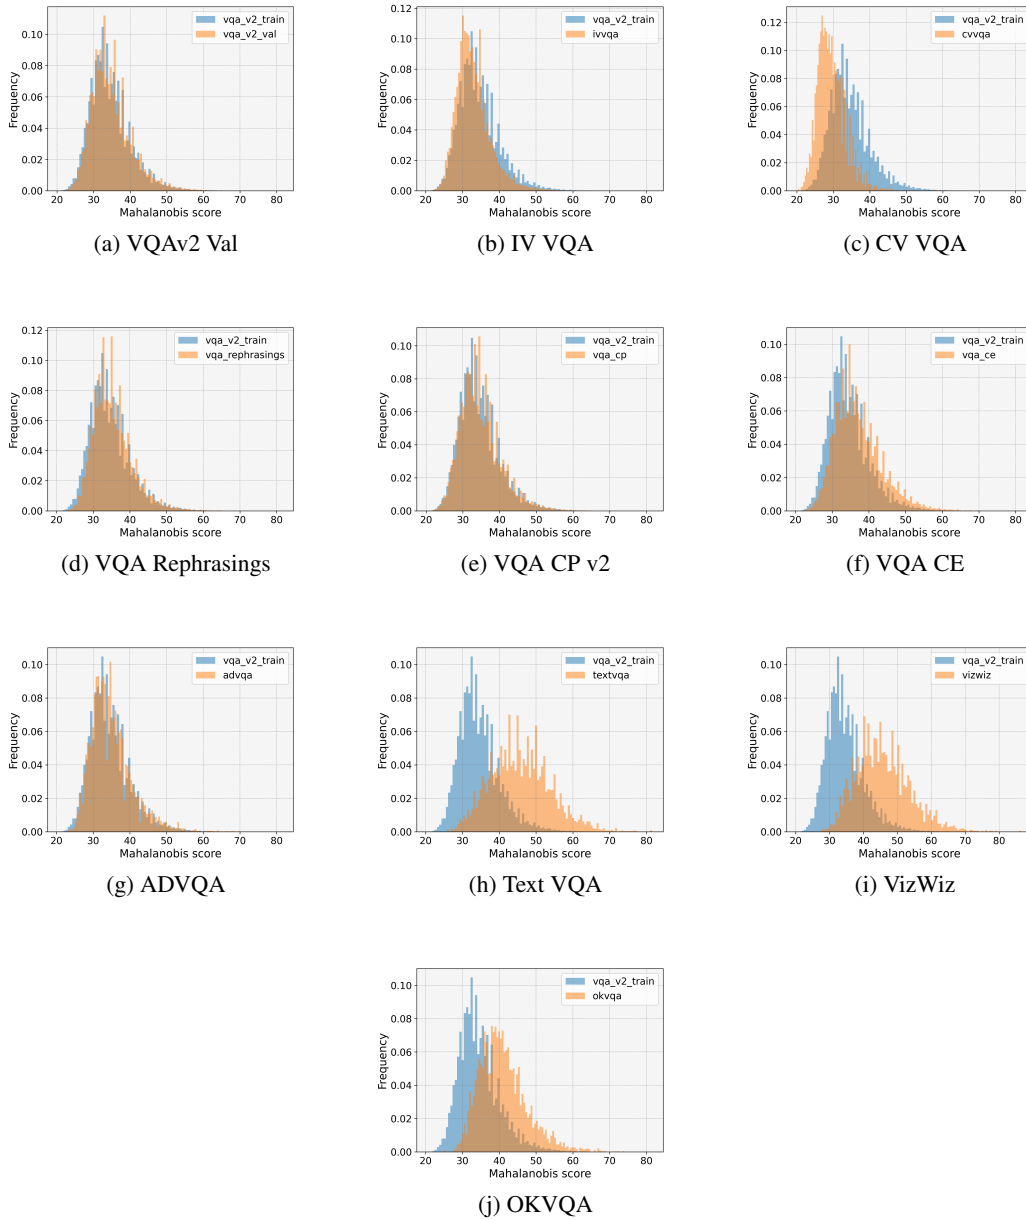 vqa_v2_train
vqa_v2_val
Frequency
0.10
0.08
0.06
0.04
0.02
0.00
20 30 40 50 60 70 80
Mahalanobis score
(a) VQAv2 Val
vqa_v2_train
ivvqa
Frequency
0.12
0.10
0.08
0.06
0.04
0.02
0.00
20 30 40 50 60 70 80
Mahalanobis score
(b) IV VQA
vqa_v2_train
cvvqa
Frequency
0.12
0.10
0.08
0.06
0.04
0.02
0.00
20 30 40 50 60 70 80
Mahalanobis score
(c) CV VQA
vqa_v2_train
vqa_rephrasings
Frequency
0.12
0.10
0.08
0.06
0.04
0.02
0.00
20 30 40 50 60 70 80
Mahalanobis score
(d) VQA Rephrasings
vqa_v2_train
vqa_cp
Frequency
0.10
0.08
0.06
0.04
0.02
0.00
20 30 40 50 60 70 80
Mahalanobis score
(e) VQA CP v2
vqa_v2_train
vqa_ce
Frequency
0.10
0.08
0.06
0.04
0.02
0.00
20 30 40 50 60 70 80
Mahalanobis score
(f) VQA CE
vqa_v2_train
advqa
Frequency
0.10
0.08
0.06
0.04
0.02
0.00
20 30 40 50 60 70 80
Mahalanobis score
(g) ADVQA
vqa_v2_train
textvqa
Frequency
0.10
0.08
0.06
0.04
0.02
0.00
20 30 40 50 60 70 80
Mahalanobis score
(h) Text VQA
vqa_v2_train
vizwiz
Frequency
0.10
0.08
0.06
0.04
0.02
0.00
20 30 40 50 60 70 80
Mahalanobis score
(i) VizWiz
vqa_v2_train
okvqa
Frequency
0.10
0.08
0.06
0.04
0.02
0.00
20 30 40 50 60 70 80
Mahalanobis score
(j) OKVQA